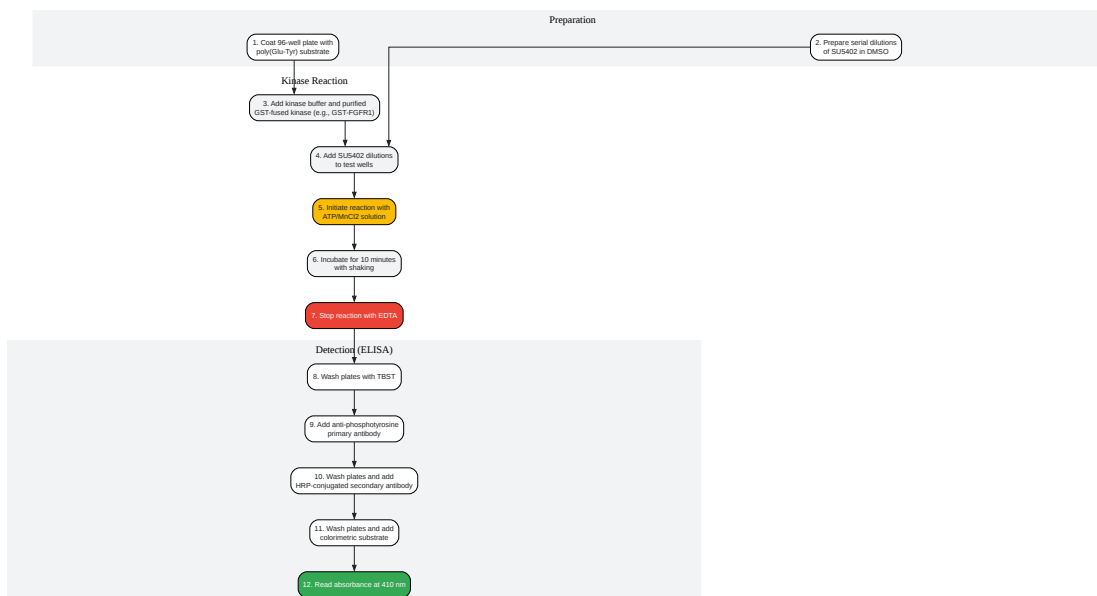 Preparation
1. Coat 96-well plate with
poly(Glu-Tyr) substrate
2. Prepare serial dilutions
of SU5402 in DMSO
Kinase Reaction
3. Add kinase buffer and purified
GST-fused kinase (e.g., GST-FGFR1)
4. Add SU5402 dilutions
to test wells
5. Initiate reaction with
ATP/MnCl2 solution
6. Incubate for 10 minutes
with shaking
7. Stop reaction with EDTA
Detection (ELISA)
8. Wash plates with TBST
9. Add anti-phosphotyrosine
primary antibody
10. Wash plates and add
HRP-conjugated secondary antibody
11. Wash plates and add
colorimetric substrate
12. Read absorbance at 410 nm